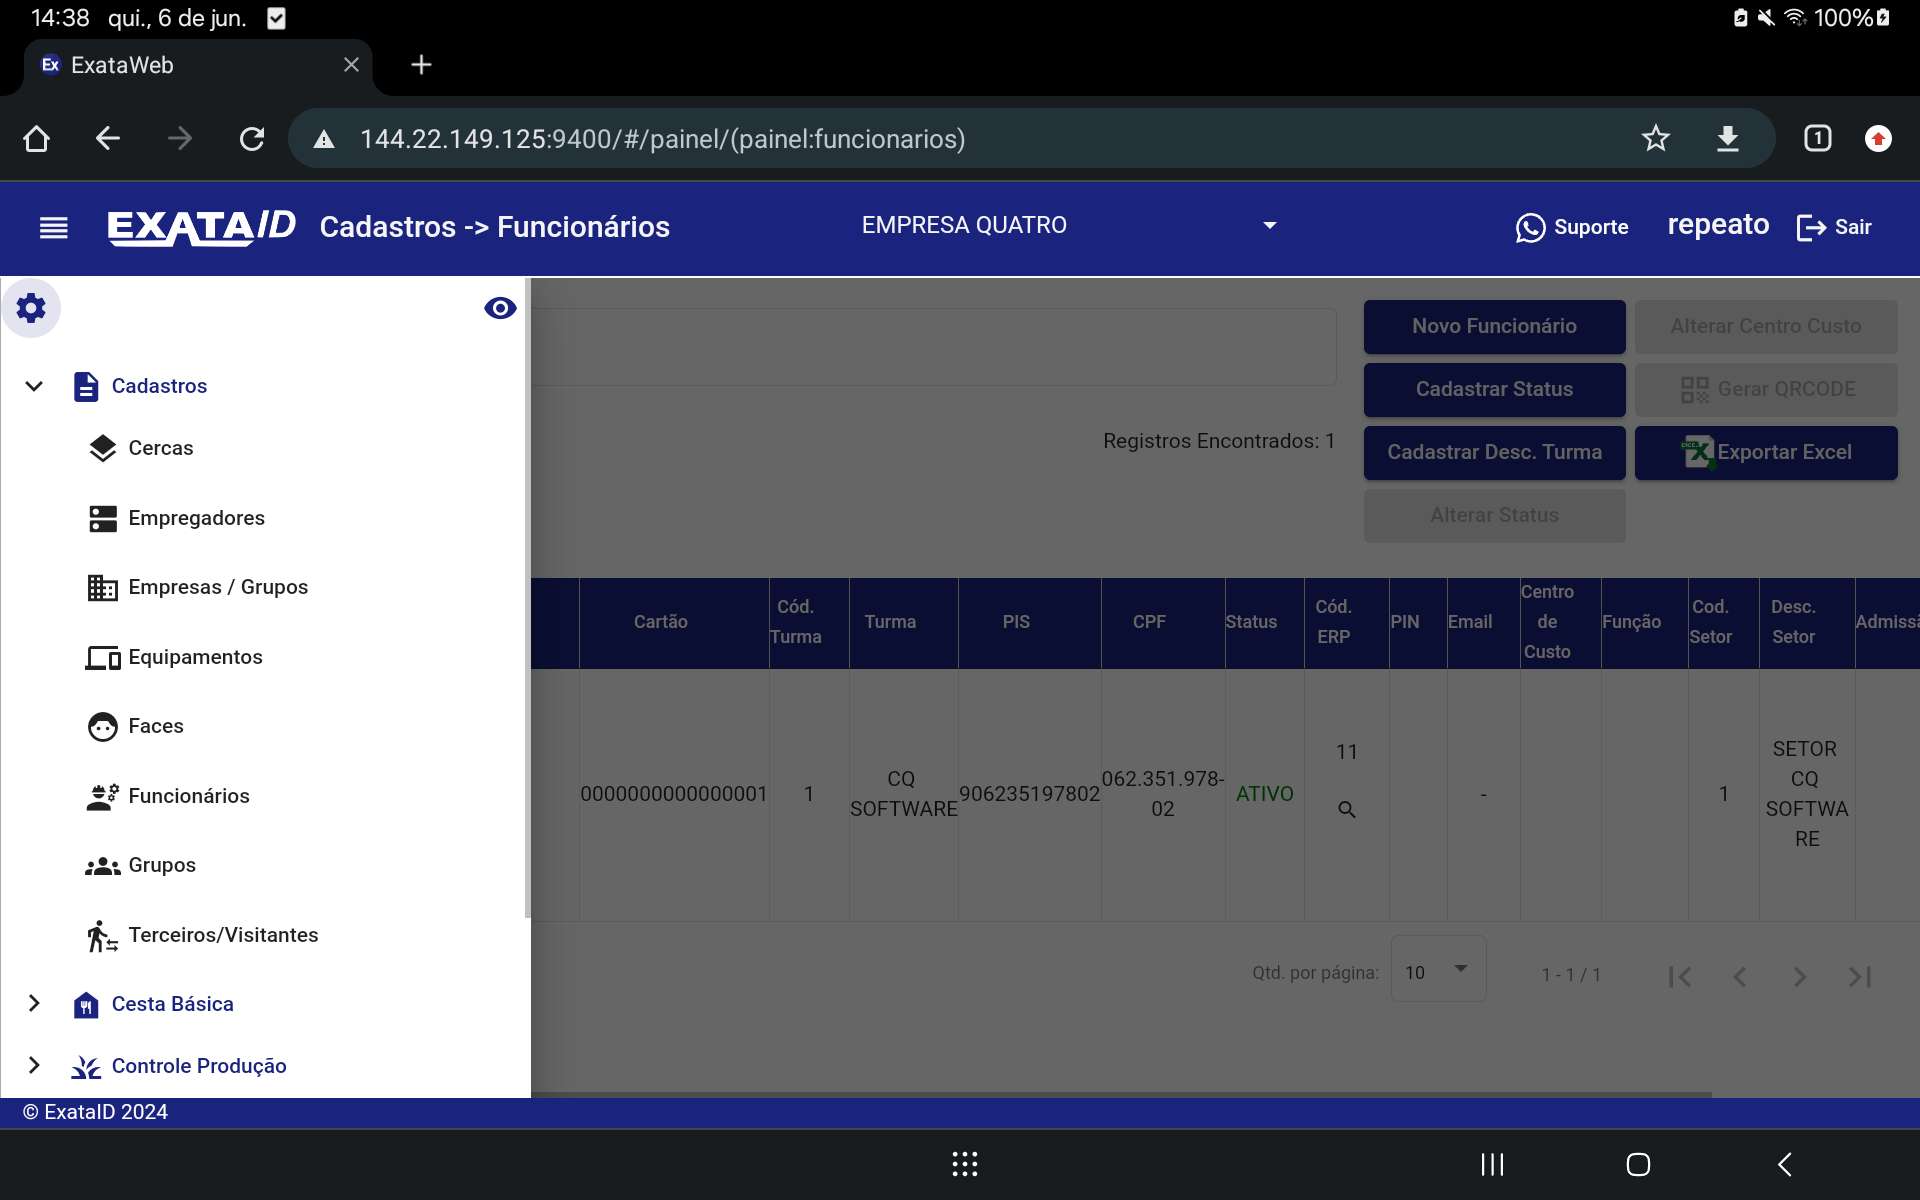 14:38 qui., 6 de jun. 100%
Ex ExataWeb
144.22.149.125:9400/#/painel/(painel:funcionarios) 1
EXATAID Cadastros -> Funcionários EMPRESA QUATRO Suporte repeato Sair
Novo Funcionário Alterar Centro Custo
Cadastros
Cadastrar Status Gerar QRCODE
Cercas
Registros Encontrados: 1
Cadastrar Desc. Turma Exportar Excel
Empregadores
Alterar Status
Empresas / Grupos
Cartão
Cód.
Turma
Turma
PIS
CPF
Status
Cód.
ERP
PIN
Email
Centro
de
Custo
Função
Cod.
Setor
Desc.
Setor
Admissã
Equipamentos
Faces
Funcionários
Grupos
Terceiros/Visitantes
0000000000000001
1
CQ
SOFTWARE
906235197802
062.351.978-
02
ATIVO
11
-
1
SETOR
CQ
SOFTWA
RE
Qtd. por página: 10 1 - 1 / 1
Cesta Básica
Controle Produção
© ExataID 2024